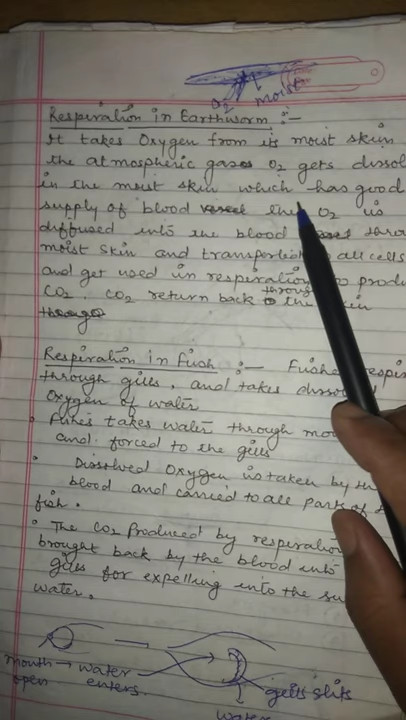 O2 moist
Respiration in Earthworm :-
It takes Oxygen from its moist skin
the atmospheric gases O2 gets dissol
in the moist skin which has good
supply of blood the O2 is
diffused into the blood throu
moist skin and transported to all cells
and get used in respiration to produ
through
CO2. CO2 return back to the skin
Respiration in fish :- Fishes respir
through gills, and takes dissol
Oxygen of water
• fishes takes water through mou
and forced to the gills
• Dissolved Oxygen is taken by the
blood and carried to all parts of
fish.
• The CO2 produced by respiration
brought back by the blood into
gills for expelling into the su
water.
mouth → water
open enters.
gills slits
water